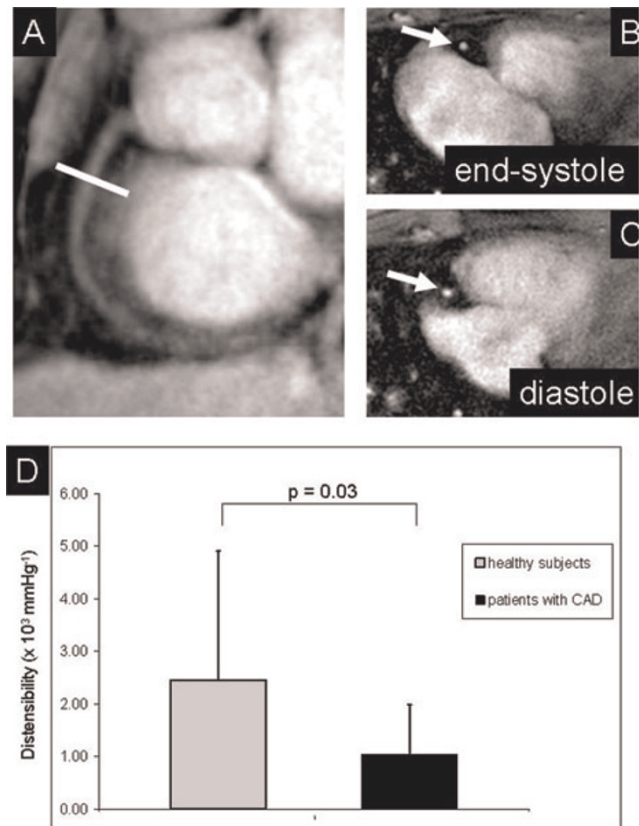 A
B
end-systole
C
diastole
D
p = 0.03
6.00
5.00
4.00
3.00
2.00
1.00
0.00
Distensibility (x 10³ mmHg⁻¹)
healthy subjects
patients with CAD